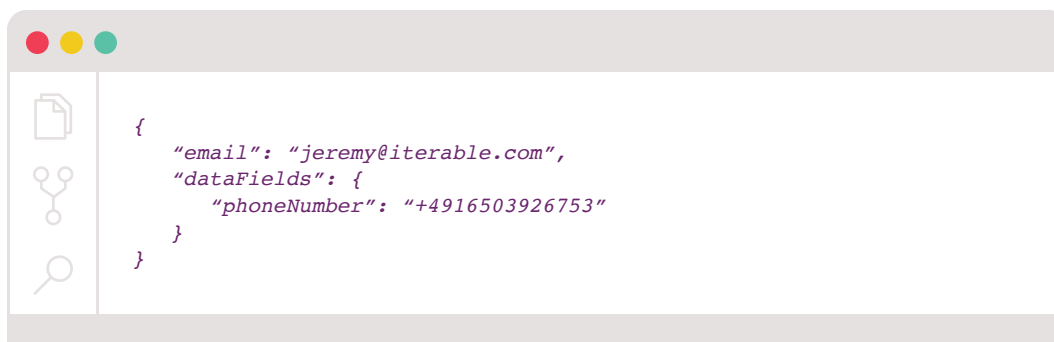 {
“email”: “jeremy@iterable.com”,
“dataFields”: {
“phoneNumber”: “+4916503926753”
}
}